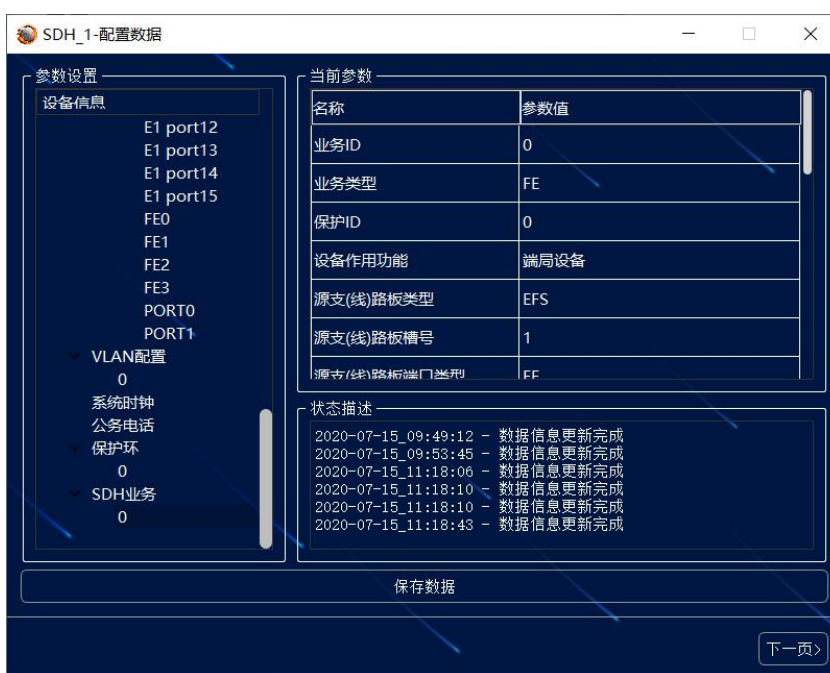 SDH_1-配置数据
参数设置
设备信息
E1 port12
E1 port13
E1 port14
E1 port15
FE0
FE1
FE2
FE3
PORT0
PORT1
VLAN配置
0
系统时钟
公务电话
保护环
0
SDH业务
0
当前参数
名称 参数值
业务ID 0
业务类型 FE
保护ID 0
设备作用功能 端局设备
源支(线)路板类型 EFS
源支(线)路板槽号 1
源支(线)路板端口类型 FE
状态描述
2020-07-15_09:49:12 - 数据信息更新完成
2020-07-15_09:53:45 - 数据信息更新完成
2020-07-15_11:18:06 - 数据信息更新完成
2020-07-15_11:18:10 - 数据信息更新完成
2020-07-15_11:18:10 - 数据信息更新完成
2020-07-15_11:18:43 - 数据信息更新完成
保存数据
下一页>